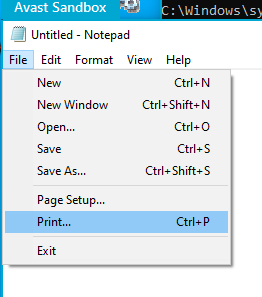 Avast Sandbox
C:\Windows\sy
Untitled - Notepad
File Edit Format View Help
New Ctrl+N
New Window Ctrl+Shift+N
Open... Ctrl+O
Save Ctrl+S
Save As... Ctrl+Shift+S
Page Setup...
Print... Ctrl+P
Exit